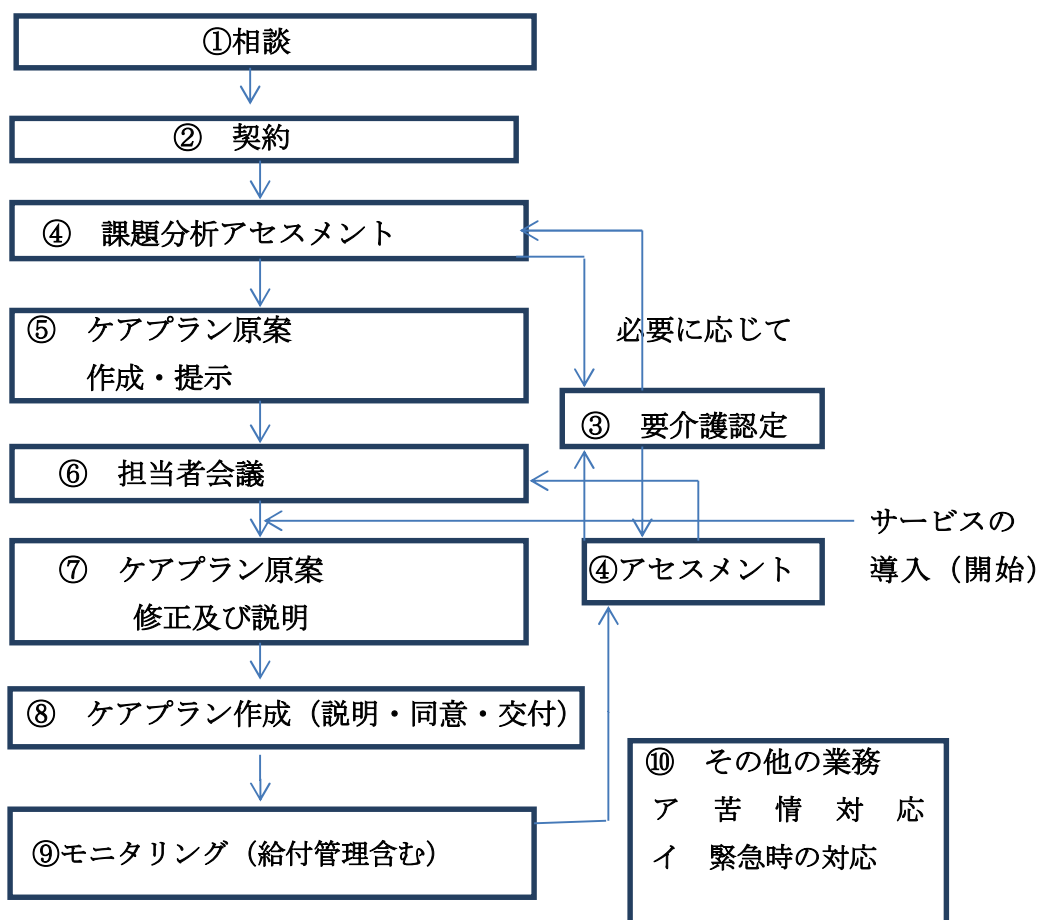 ①相談
② 契約
④ 課題分析アセスメント
⑤ ケアプラン原案
作成・提示
必要に応じて
③ 要介護認定
⑥ 担当者会議
サービスの
導入（開始）
⑦ ケアプラン原案
修正及び説明
④アセスメント
⑧ ケアプラン作成（説明・同意・交付）
⑨モニタリング（給付管理含む）
⑩ その他の業務
ア 苦 情 対 応
イ 緊急時の対応